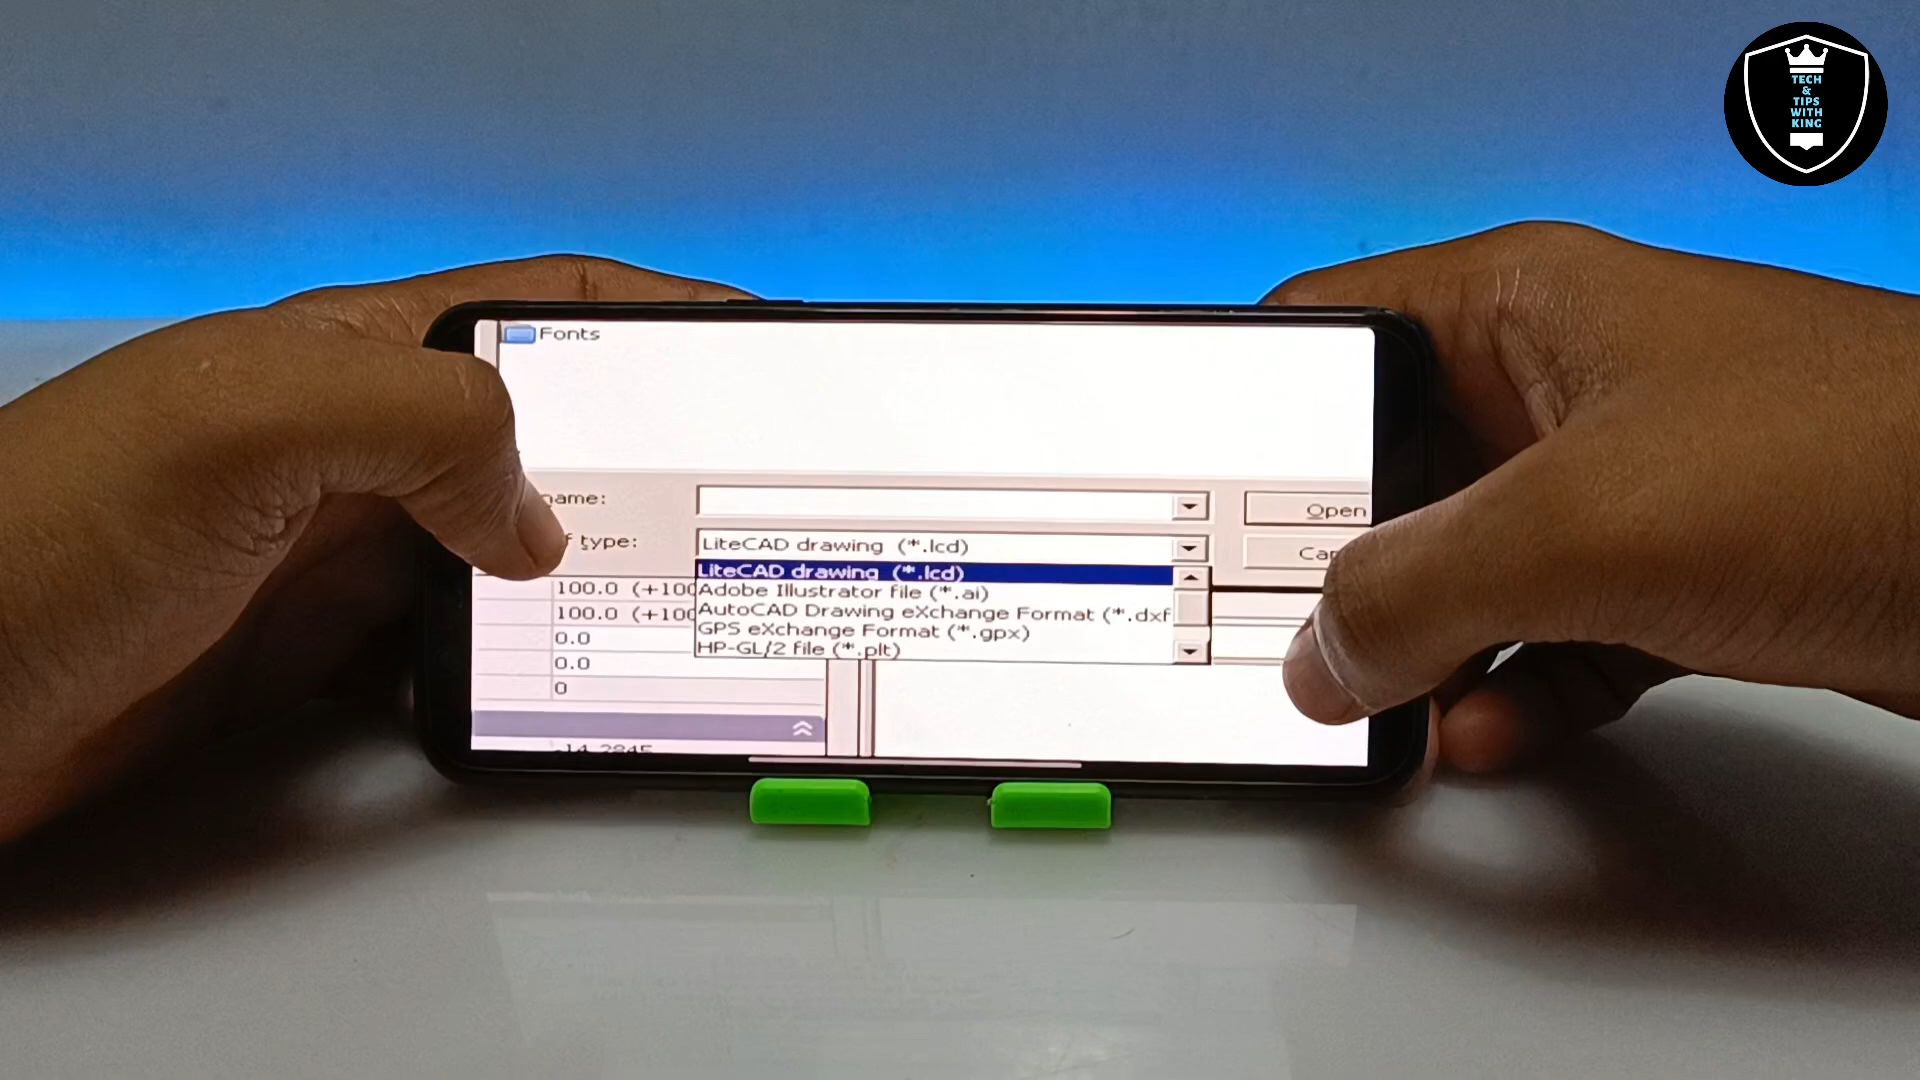 TECH
&
TIPS
WITH
KING
Fonts
name:
Open
type:
LiteCAD drawing (*.lcd)
LiteCAD drawing (*.lcd)
Adobe Illustrator file (*.ai)
AutoCAD Drawing eXchange Format (*.dxf
GPS eXchange Format (*.gpx)
HP-GL/2 file (*.plt)
100.0 (+100
100.0 (+100
0.0
0.0
0